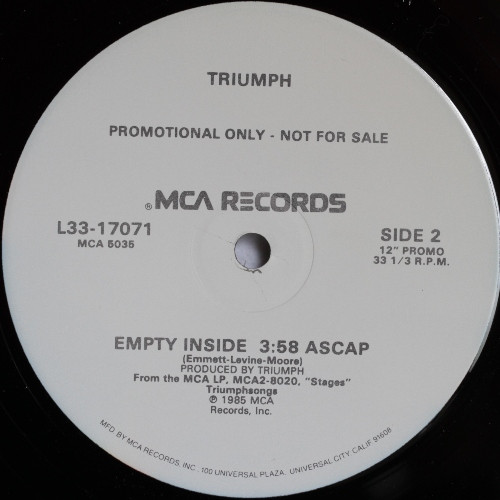 TRIUMPH
PROMOTIONAL ONLY - NOT FOR SALE
® MCA RECORDS
L33-17071
MCA 5035
SIDE 2
12" PROMO
33 1/3 R.P.M.
EMPTY INSIDE 3:58 ASCAP
(Emmett-Levine-Moore)
PRODUCED BY TRIUMPH
From the MCA LP, MCA2-8020, "Stages"
Triumphsongs
℗ 1985 MCA
Records, Inc.
MFD. BY MCA RECORDS, INC., 100 UNIVERSAL PLAZA, UNIVERSAL CITY, CALIF 91608